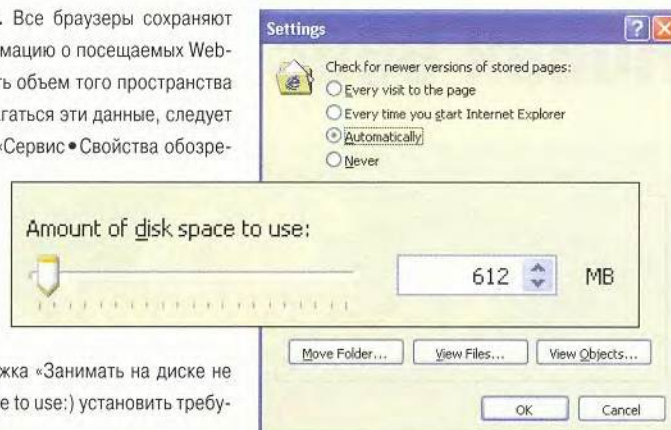 . Все браузеры сохраняют
мацию о посещаемых Web-
ть объем того пространства
гаться эти данные, следует
«Сервис•Свойства обозре-
жка «Занимать на диске не
e to use:) установить требу-
Settings
Check for newer versions of stored pages:
Every visit to the page
Every time you start Internet Explorer
Automatically
Never
Amount of disk space to use:
612 MB
Move Folder... View Files... View Objects...
OK Cancel